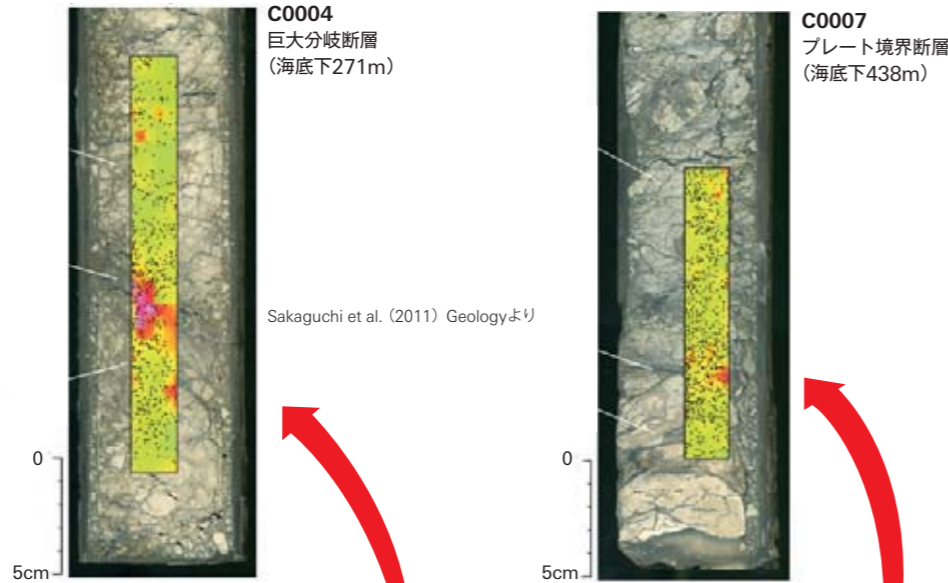 C0004
巨大分岐断層
(海底下271m)
C0007
プレート境界断層
(海底下438m)
Sakaguchi et al. (2011) Geologyより
0
5cm
0
5cm